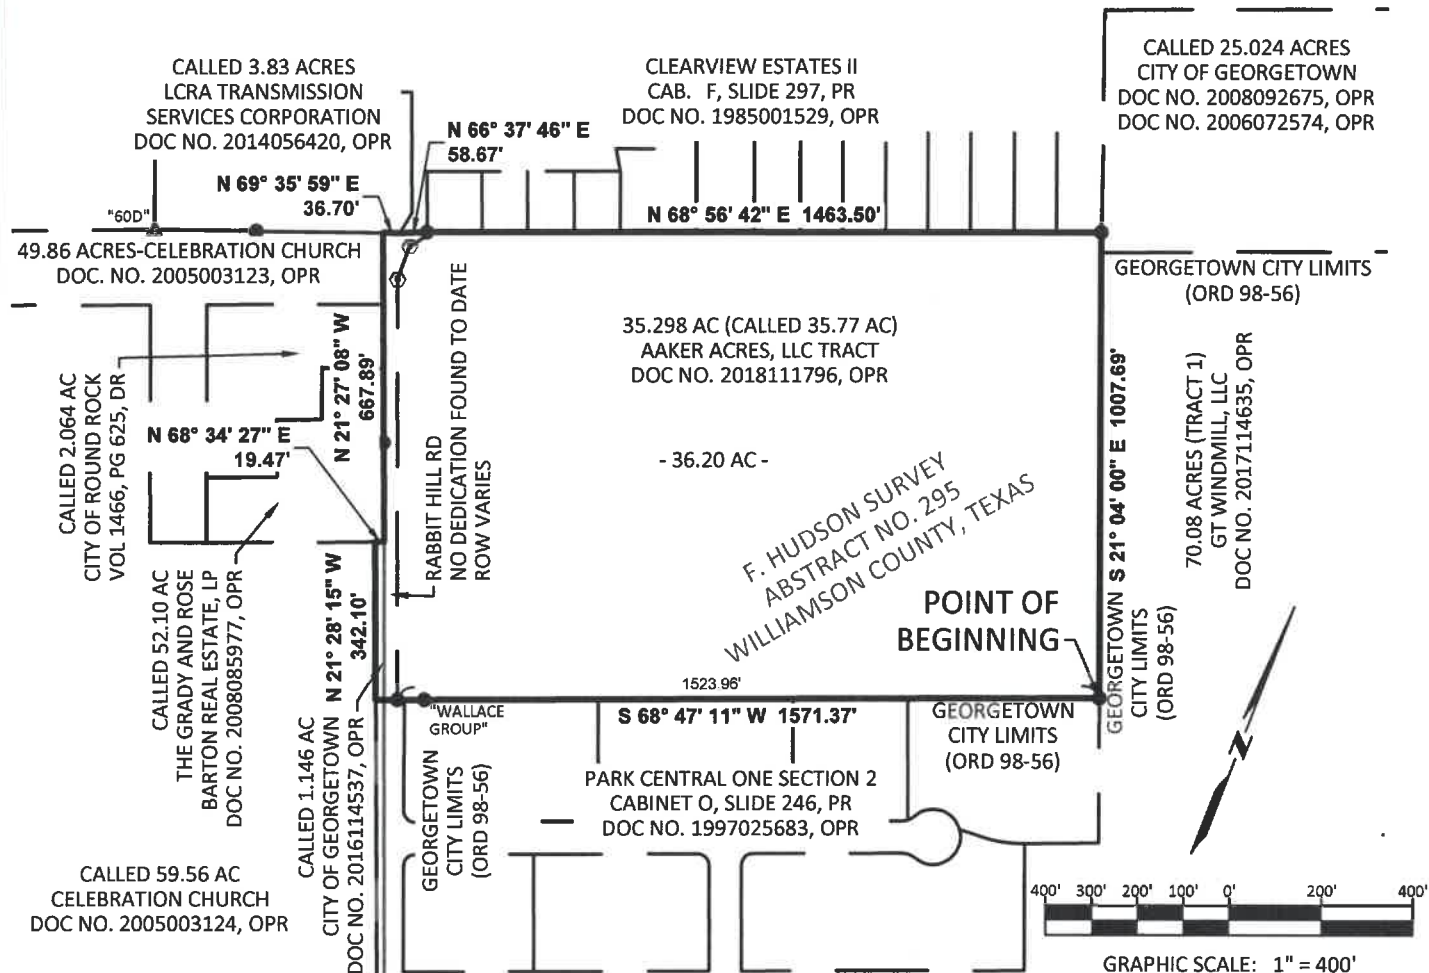 CALLED 3.83 ACRES
LCRA TRANSMISSION
SERVICES CORPORATION
DOC NO. 2014056420, OPR
CLEARVIEW ESTATES II
CAB. F, SLIDE 297, PR
DOC NO. 1985001529, OPR
CALLED 25.024 ACRES
CITY OF GEORGETOWN
DOC NO. 2008092675, OPR
DOC NO. 2006072574, OPR
N 66° 37' 46" E
58.67'
N 69° 35' 59" E
36.70'
"60D"
N 68° 56' 42" E 1463.50'
49.86 ACRES-CELEBRATION CHURCH
DOC. NO. 2005003123, OPR
GEORGETOWN CITY LIMITS
(ORD 98-56)
35.298 AC (CALLED 35.77 AC)
AAKER ACRES, LLC TRACT
DOC NO. 2018111796, OPR
N 21° 27' 08" W
667.89'
RABBIT HILL RD
NO DEDICATION FOUND TO DATE
ROW VARIES
CALLED 2.064 AC
CITY OF ROUND ROCK
VOL 1466, PG 625, DR
N 68° 34' 27" E
19.47'
- 36.20 AC -
F. HUDSON SURVEY
ABSTRACT NO. 295
WILLIAMSON COUNTY, TEXAS
S 21° 04' 00" E 1007.69'
70.08 ACRES (TRACT 1)
GT WINDMILL, LLC
DOC NO. 2017114635, OPR
CALLED 52.10 AC
THE GRADY AND ROSE
BARTON REAL ESTATE, LP
DOC NO. 2008085977, OPR
N 21° 28' 15" W
342.10'
POINT OF
BEGINNING
GEORGETOWN
CITY LIMITS
(ORD 98-56)
1523.96'
"WALLACE
GROUP"
S 68° 47' 11" W 1571.37'
GEORGETOWN
CITY LIMITS
(ORD 98-56)
CALLED 1.146 AC
CITY OF GEORGETOWN
DOC NO. 2016114537, OPR
GEORGETOWN
CITY LIMITS
(ORD 98-56)
PARK CENTRAL ONE SECTION 2
CABINET O, SLIDE 246, PR
DOC NO. 1997025683, OPR
N
CALLED 59.56 AC
CELEBRATION CHURCH
DOC NO. 2005003124, OPR
400' 300' 200' 100' 0' 200' 400'
GRAPHIC SCALE: 1" = 400'